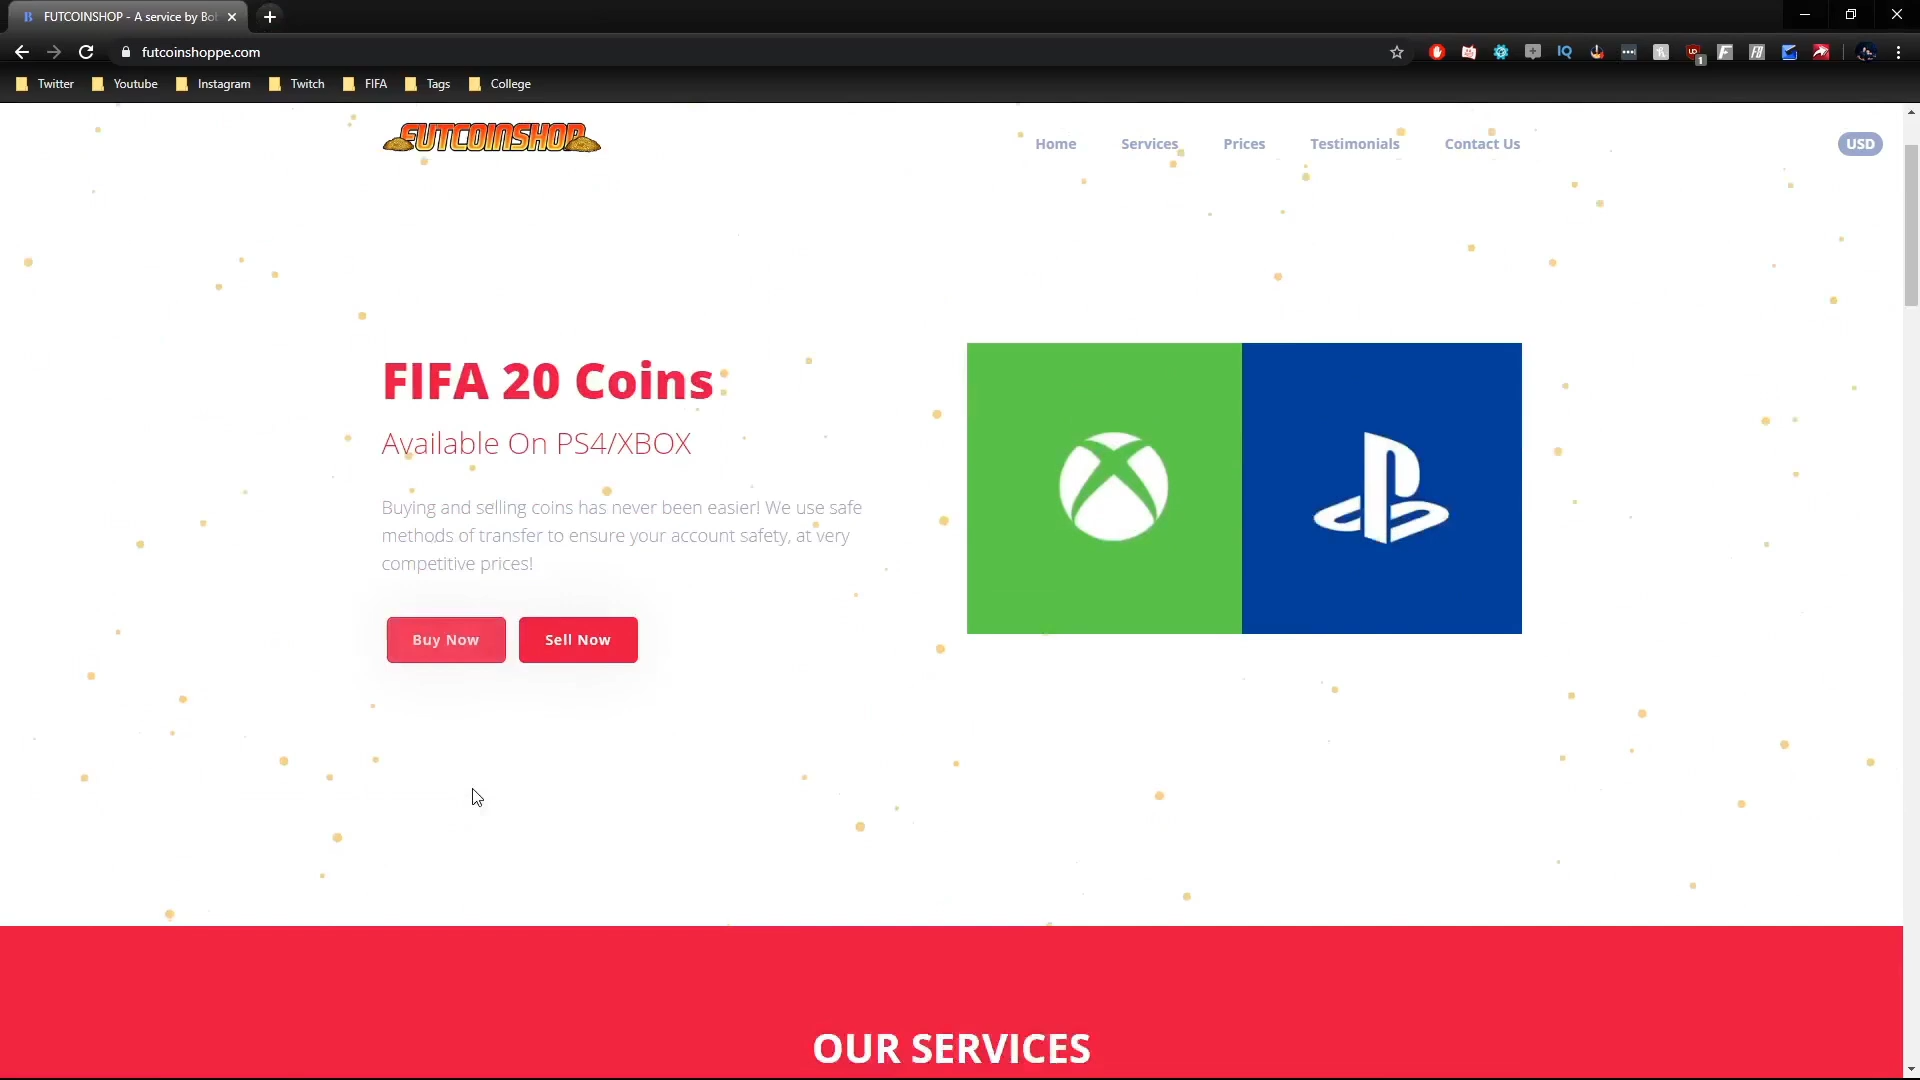 FUTCOINSHOP - A service by Bob
futcoinshoppe.com
Twitter
Youtube
Instagram
Twitch
FIFA
Tags
College
FUTCOINSHOP
Home
Services
Prices
Testimonials
Contact Us
USD
FIFA 20 Coins
Available On PS4/XBOX
Buying and selling coins has never been easier! We use safe
methods of transfer to ensure your account safety, at very
competitive prices!
Buy Now
Sell Now
OUR SERVICES